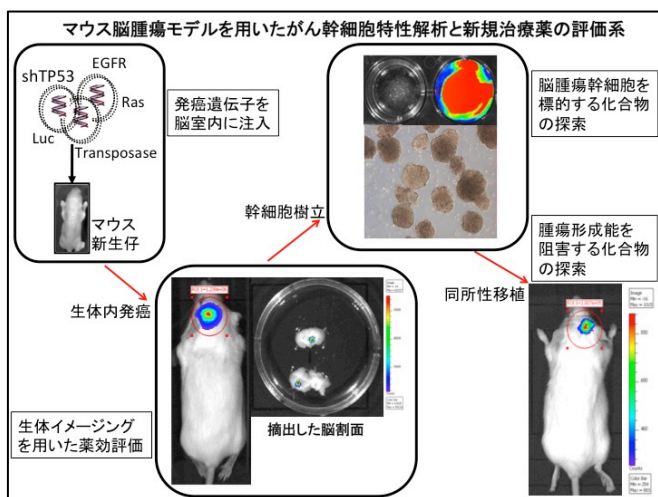 マウス脳腫瘍モデルを用いたがん幹細胞特性解析と新規治療薬の評価系
EGFR
shTP53
Ras
Luc
Transposase
マウス
新生仔
発癌遺伝子を
脳室内に注入
幹細胞樹立
脳腫瘍幹細胞を
標的する化合物
の探索
腫瘍形成能を
阻害する化合物
の探索
生体内発癌
同所性移植
生体イメージング
を用いた薬効評価
摘出した脳割面
Image
Counts
Color Bar